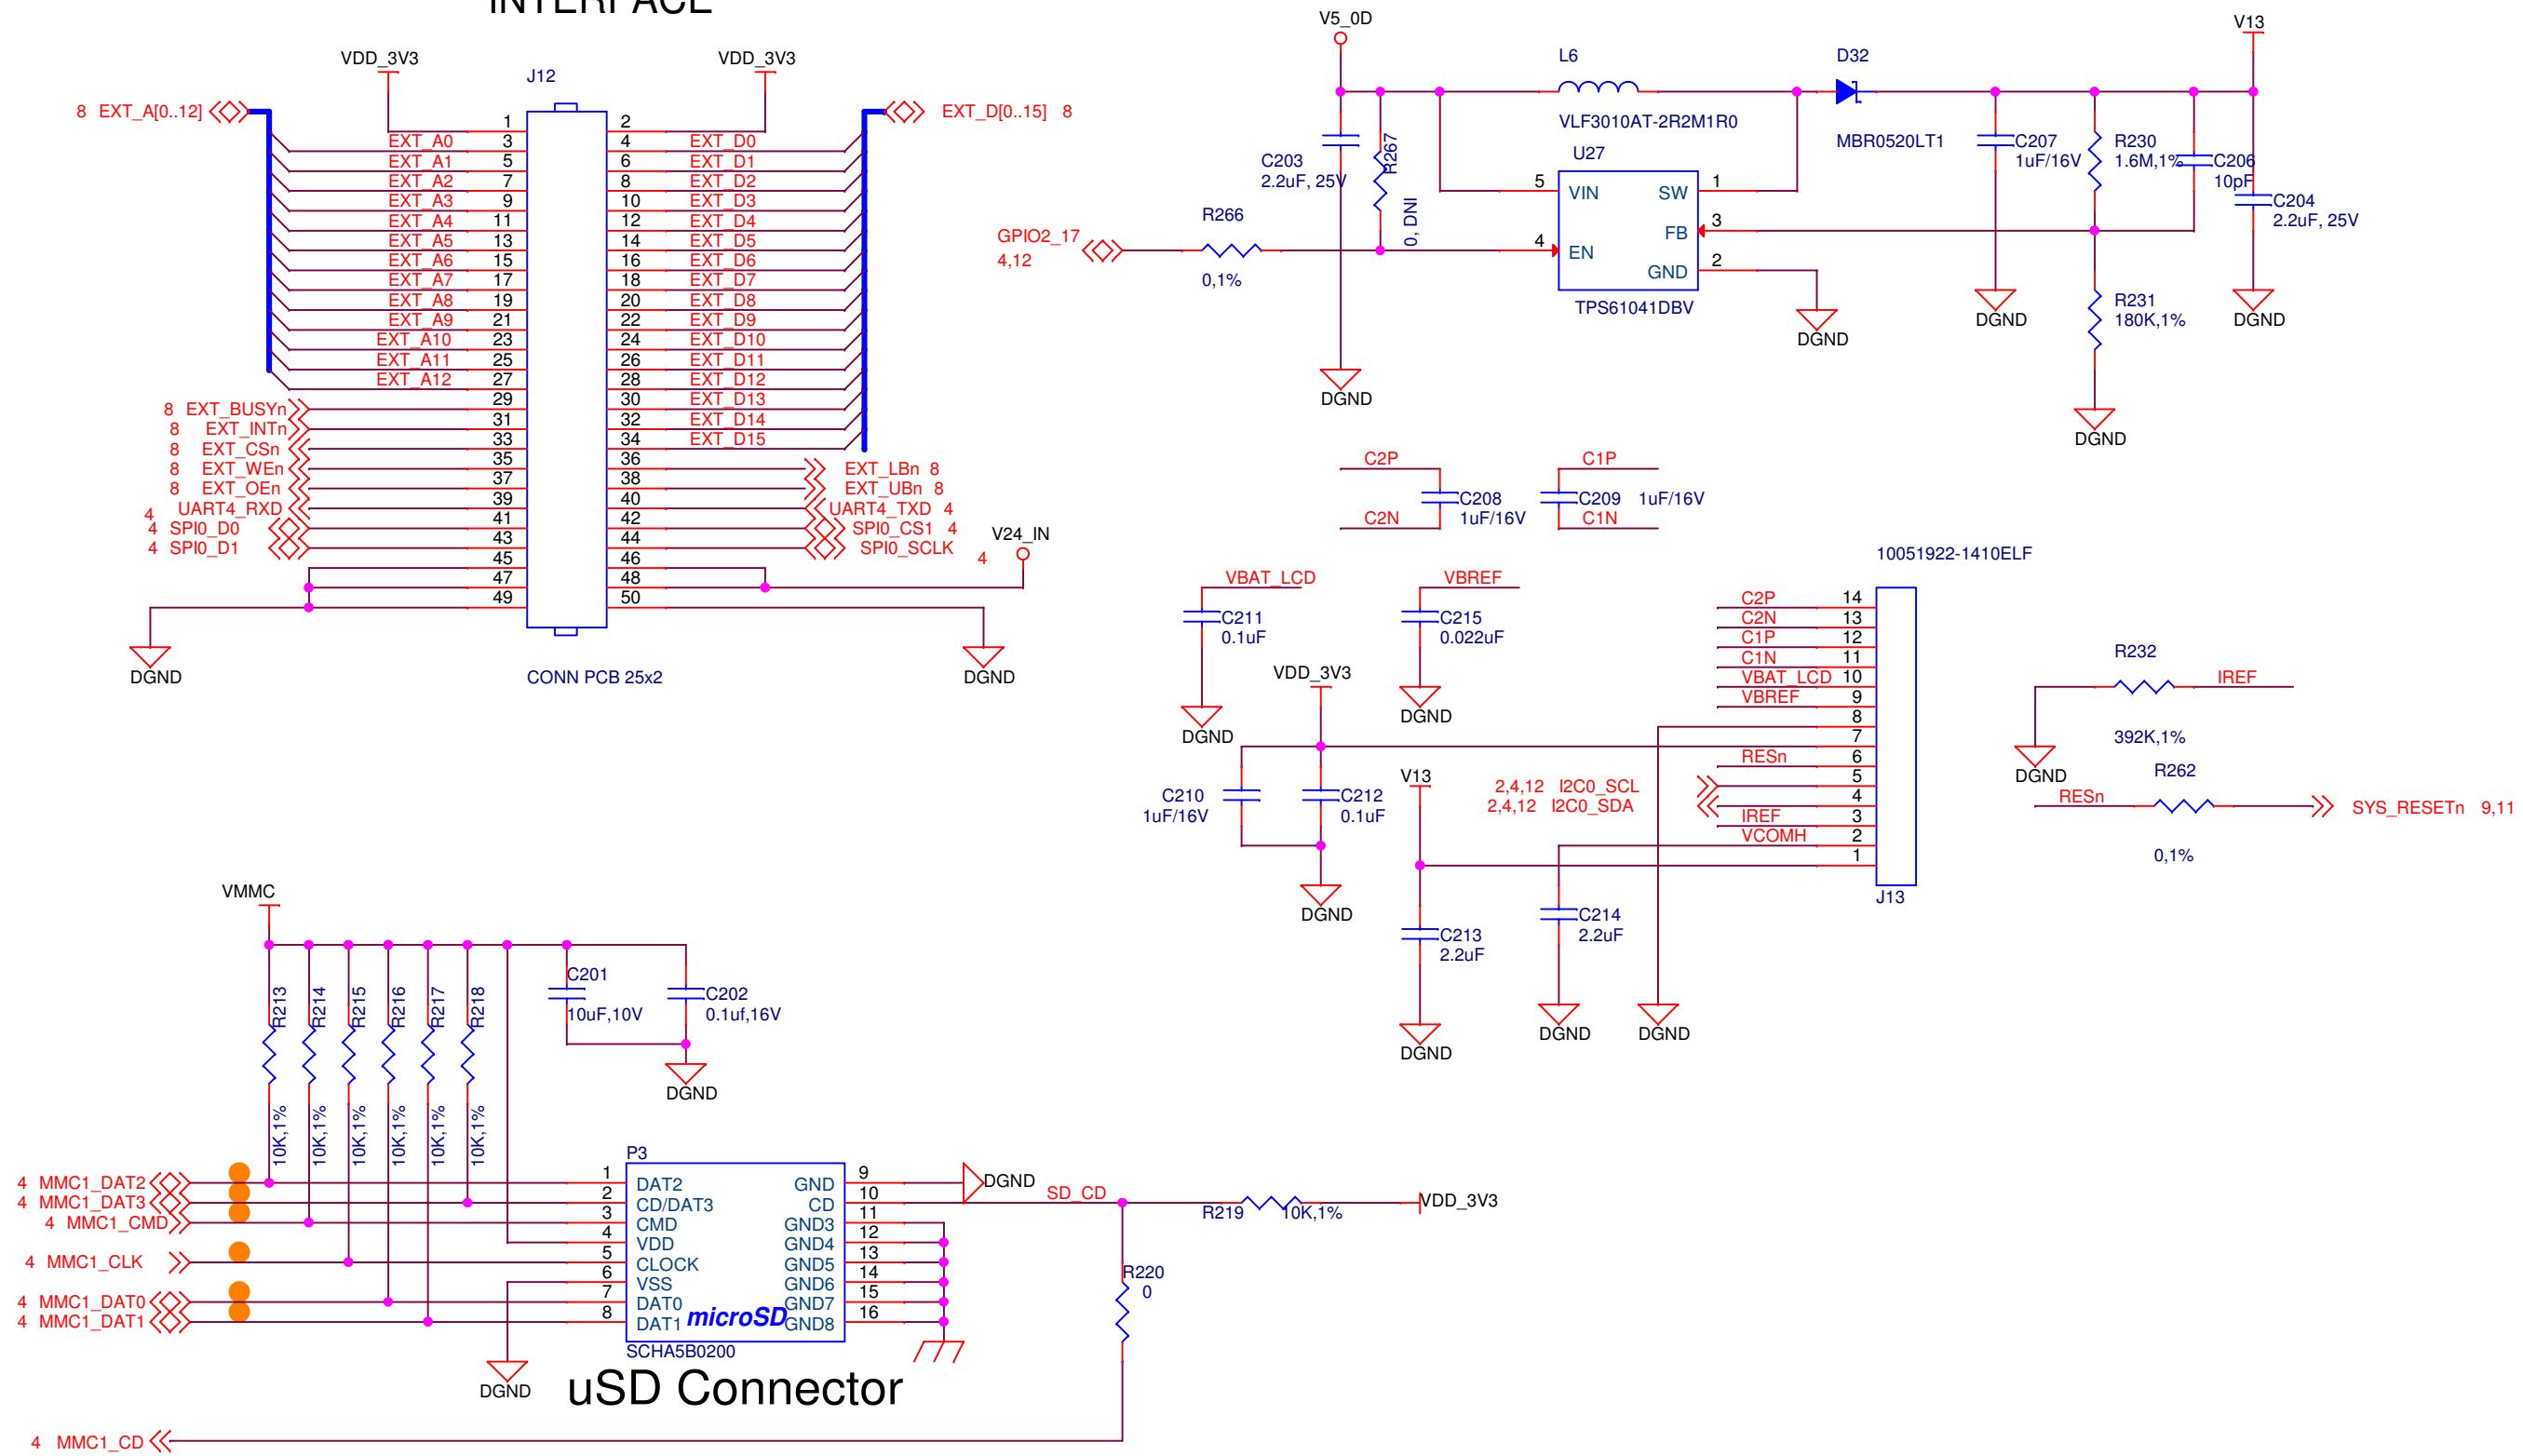 INTERFACE
VDD_3V3
VDD_3V3
J12
8 EXT_A[0..12]
EXT_D[0..15] 8
1 2
EXT_A0 3 4 EXT_D0
EXT_A1 5 6 EXT_D1
EXT_A2 7 8 EXT_D2
EXT_A3 9 10 EXT_D3
EXT_A4 11 12 EXT_D4
EXT_A5 13 14 EXT_D5
EXT_A6 15 16 EXT_D6
EXT_A7 17 18 EXT_D7
EXT_A8 19 20 EXT_D8
EXT_A9 21 22 EXT_D9
EXT_A10 23 24 EXT_D10
EXT_A11 25 26 EXT_D11
EXT_A12 27 28 EXT_D12
8 EXT_BUSYn 29 30 EXT_D13
8 EXT_INTn 31 32 EXT_D14
8 EXT_CSn 33 34 EXT_D15
8 EXT_WEn 35 36 EXT_LBn 8
8 EXT_OEn 37 38 EXT_UBn 8
4 UART4_RXD 39 40 UART4_TXD 4
4 SPI0_D0 41 42 SPI0_CS1 4
4 SPI0_D1 43 44 SPI0_SCLK 4
45 46
47 48
49 50
V24_IN
DGND
DGND
CONN PCB 25x2
V5_0D
L6
VLF3010AT-2R2M1R0
D32
MBR0520LT1
V13
C203
2.2uF, 25V
R267
0, DNI
U27
5 VIN
SW 1
FB 3
4 EN
GND 2
TPS61041DBV
GPIO2_17
4,12
R266
0,1%
C207
1uF/16V
R230
1.6M,1%
C206
10pF
C204
2.2uF, 25V
R231
180K,1%
DGND
DGND
DGND
DGND
DGND
C2P
C208
1uF/16V
C2N
C1P
C209 1uF/16V
C1N
VBAT_LCD
C211
0.1uF
DGND
VBREF
C215
0.022uF
DGND
VDD_3V3
C210
1uF/16V
C212
0.1uF
DGND
V13
C213
2.2uF
DGND
C214
2.2uF
DGND
DGND
10051922-1410ELF
C2P 14
C2N 13
C1P 12
C1N 11
VBAT_LCD 10
VBREF 9
8
7
RESn 6
2,4,12 I2C0_SCL 5
2,4,12 I2C0_SDA 4
IREF 3
VCOMH 2
1
J13
R232
IREF
392K,1%
DGND
R262
RESn
SYS_RESETn 9,11
0,1%
VMMC
R213
R214
R215
R216
R217
R218
10K,1%
10K,1%
10K,1%
10K,1%
10K,1%
10K,1%
C201
10uF,10V
C202
0.1uf,16V
DGND
P3
4 MMC1_DAT2 1 DAT2 GND 9 DGND
4 MMC1_DAT3 2 CD/DAT3 CD 10 SD_CD
4 MMC1_CMD 3 CMD GND3 11
4 VDD GND4 12
4 MMC1_CLK 5 CLOCK GND5 13
6 VSS GND6 14
4 MMC1_DAT0 7 DAT0 GND7 15
4 MMC1_DAT1 8 DAT1 microSD GND8 16
SCHA5B0200
DGND
R219 10K,1%
VDD_3V3
R220
0
uSD Connector
4 MMC1_CD